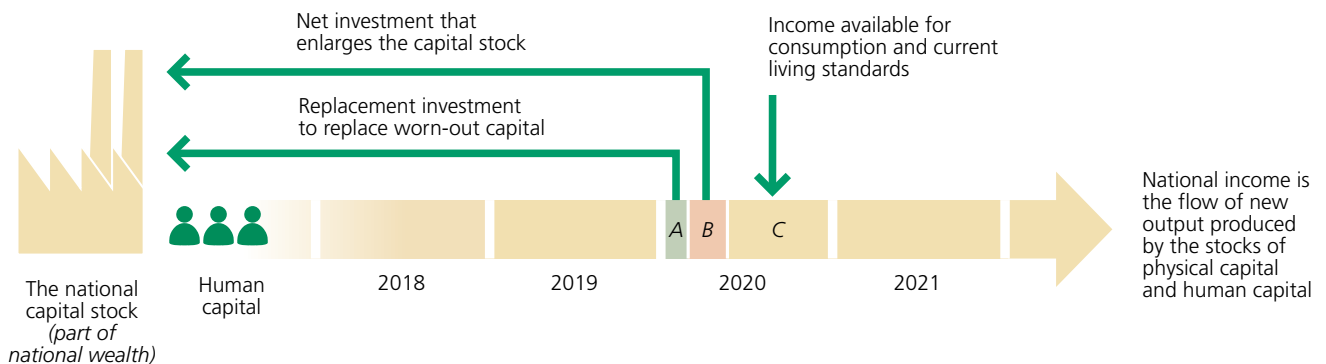 Net investment that
enlarges the capital stock
Income available for
consumption and current
living standards
Replacement investment
to replace worn-out capital
A
B
C
National income is
the flow of new
output produced
by the stocks of
physical capital
and human capital
The national
capital stock
(part of
national wealth)
Human
capital
2018
2019
2020
2021